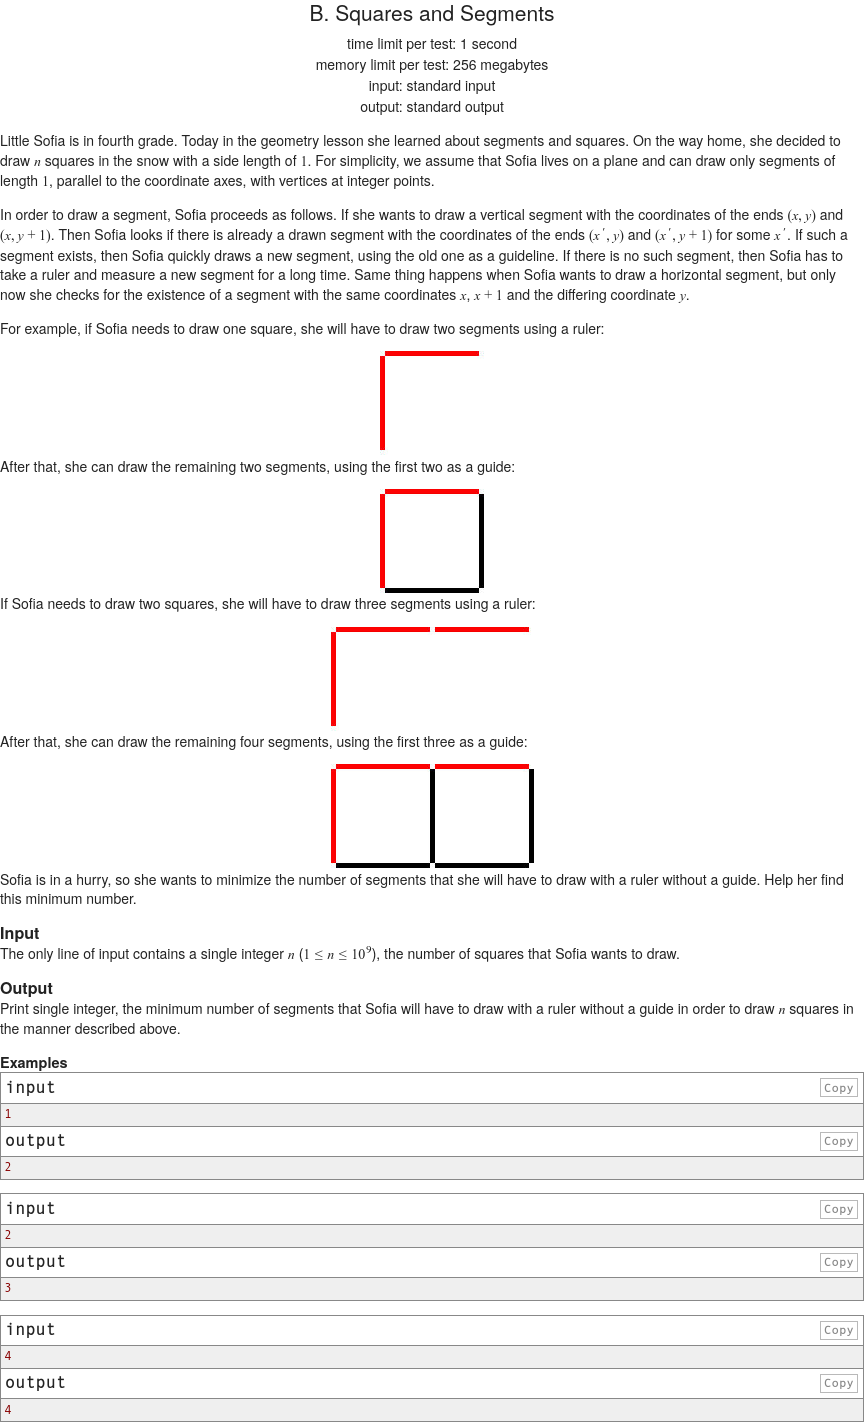 B. Squares and Segments
time limit per test: 1 second
memory limit per test: 256 megabytes
input: standard input
output: standard output
Little Sofia is in fourth grade. Today in the geometry lesson she learned about segments and squares. On the way home, she decided to
draw n squares in the snow with a side length of 1. For simplicity, we assume that Sofia lives on a plane and can draw only segments of
length 1, parallel to the coordinate axes, with vertices at integer points.
In order to draw a segment, Sofia proceeds as follows. If she wants to draw a vertical segment with the coordinates of the ends (x, y) and
(x, y + 1). Then Sofia looks if there is already a drawn segment with the coordinates of the ends (x′, y) and (x′, y + 1) for some x′. If such a
segment exists, then Sofia quickly draws a new segment, using the old one as a guideline. If there is no such segment, then Sofia has to
take a ruler and measure a new segment for a long time. Same thing happens when Sofia wants to draw a horizontal segment, but only
now she checks for the existence of a segment with the same coordinates x, x + 1 and the differing coordinate y.
For example, if Sofia needs to draw one square, she will have to draw two segments using a ruler:
After that, she can draw the remaining two segments, using the first two as a guide:
If Sofia needs to draw two squares, she will have to draw three segments using a ruler:
After that, she can draw the remaining four segments, using the first three as a guide:
Sofia is in a hurry, so she wants to minimize the number of segments that she will have to draw with a ruler without a guide. Help her find
this minimum number.
Input
The only line of input contains a single integer n (1 ≤ n ≤ 10⁹), the number of squares that Sofia wants to draw.
Output
Print single integer, the minimum number of segments that Sofia will have to draw with a ruler without a guide in order to draw n squares in
the manner described above.
Examples
input Copy
1
output Copy
2
input Copy
2
output Copy
3
input Copy
4
output Copy
4